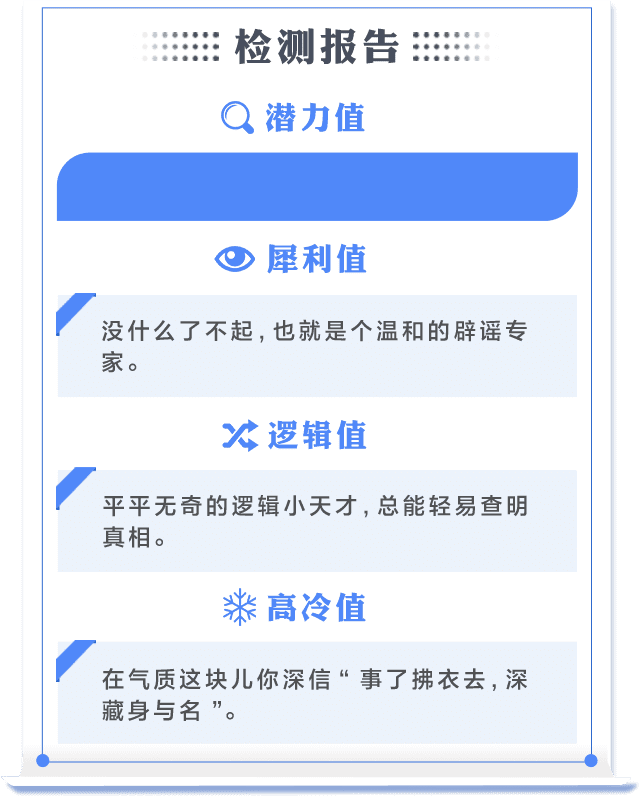 检测报告
潜力值
犀利值
没什么了不起,也就是个温和的辟谣专
家。
逻辑值
平平无奇的逻辑小天才,总能轻易查明
真相。
高冷值
在气质这块儿你深信“事了拂衣去,深
藏身与名”。